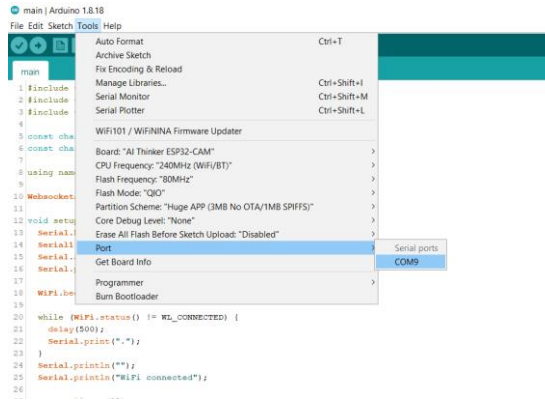 main | Arduino 1.8.18
File Edit Sketch Tools Help
Auto Format Ctrl+T
Archive Sketch
Fix Encoding & Reload
Manage Libraries... Ctrl+Shift+I
Serial Monitor Ctrl+Shift+M
Serial Plotter Ctrl+Shift+L
WiFi101 / WiFiNINA Firmware Updater
Board: "AI Thinker ESP32-CAM"
CPU Frequency: "240MHz (WiFi/BT)"
Flash Frequency: "80MHz"
Flash Mode: "QIO"
Partition Scheme: "Huge APP (3MB No OTA/1MB SPIFFS)"
Core Debug Level: "None"
Erase All Flash Before Sketch Upload: "Disabled"
Port
Get Board Info
Programmer
Burn Bootloader
Serial ports
COM9
main
1 #include
2 #include
3 #include
4
5 const cha
6 const cha
7
8 using nam
9
10 Websocket
11
12 void setu
13 Serial.
14 Serial1
15 Serial.
16 Serial.
17
18 WiFi.be
19
20 while (WiFi.status() != WL_CONNECTED) {
21 delay(500);
22 Serial.print(".");
23 }
24 Serial.println("");
25 Serial.println("WiFi connected");
26